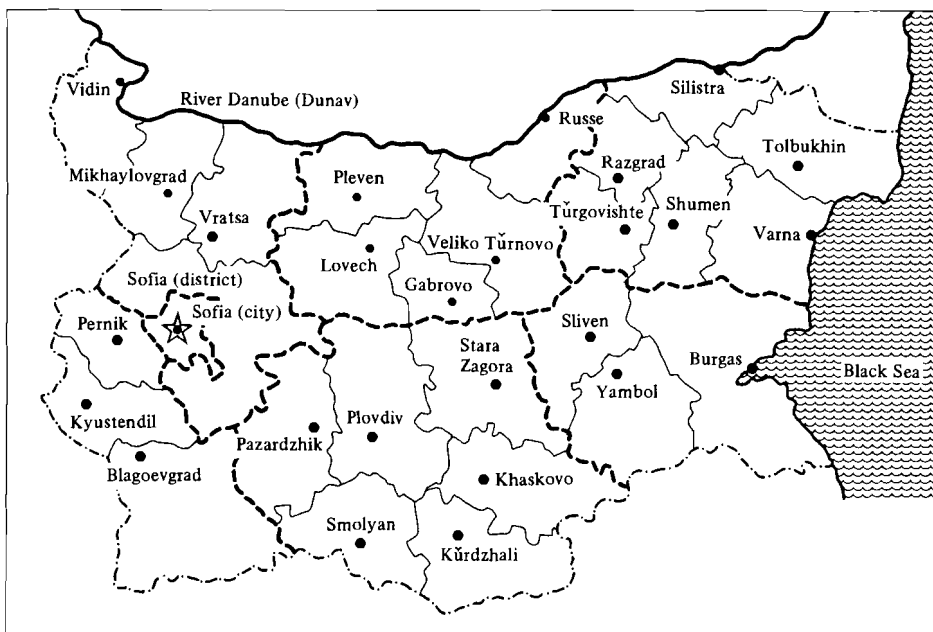 Vidin
River Danube (Dunav)
Silistra
Russe
Tolbukhin
Razgrad
Mikhaylovgrad
Pleven
Tŭrgovishte
Shumen
Vratsa
Varna
Veliko Tŭrnovo
Lovech
Sofia (district)
Gabrovo
Sofia (city)
Pernik
Sliven
Stara
Zagora
Burgas
Black Sea
Yambol
Kyustendil
Plovdiv
Pazardzhik
Blagoevgrad
Khaskovo
Smolyan
Kŭrdzhali